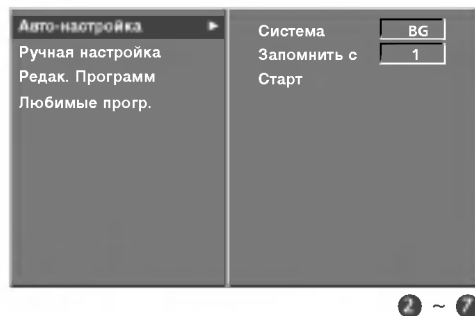 Авто-настройка ►
Ручная настройка
Редак. Программ
Любимые прогр.
Система BG
Запомнить с 1
Старт
2 ~ 7